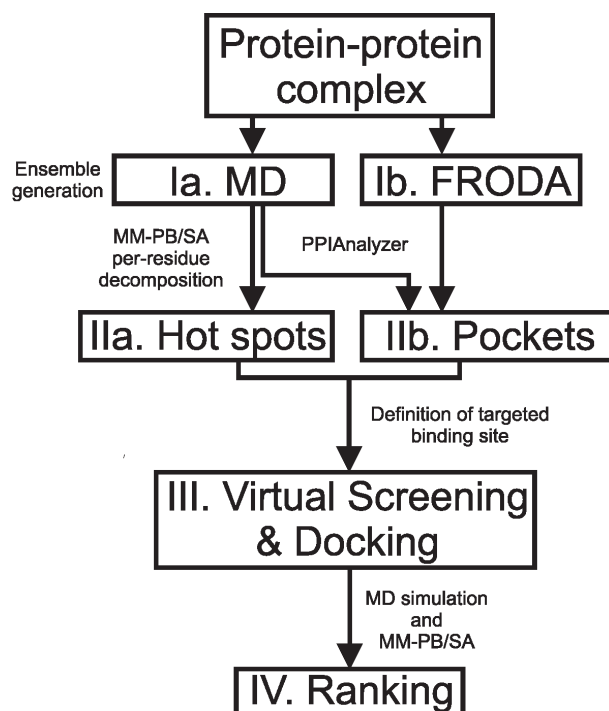 Protein-protein
complex
Ensemble
generation
Ia. MD
Ib. FRODA
MM-PB/SA
per-residue
decomposition
PPIAnalyzer
IIa. Hot spots
IIb. Pockets
Definition of targeted
binding site
III. Virtual Screening
& Docking
MD simulation
and
MM-PB/SA
IV. Ranking